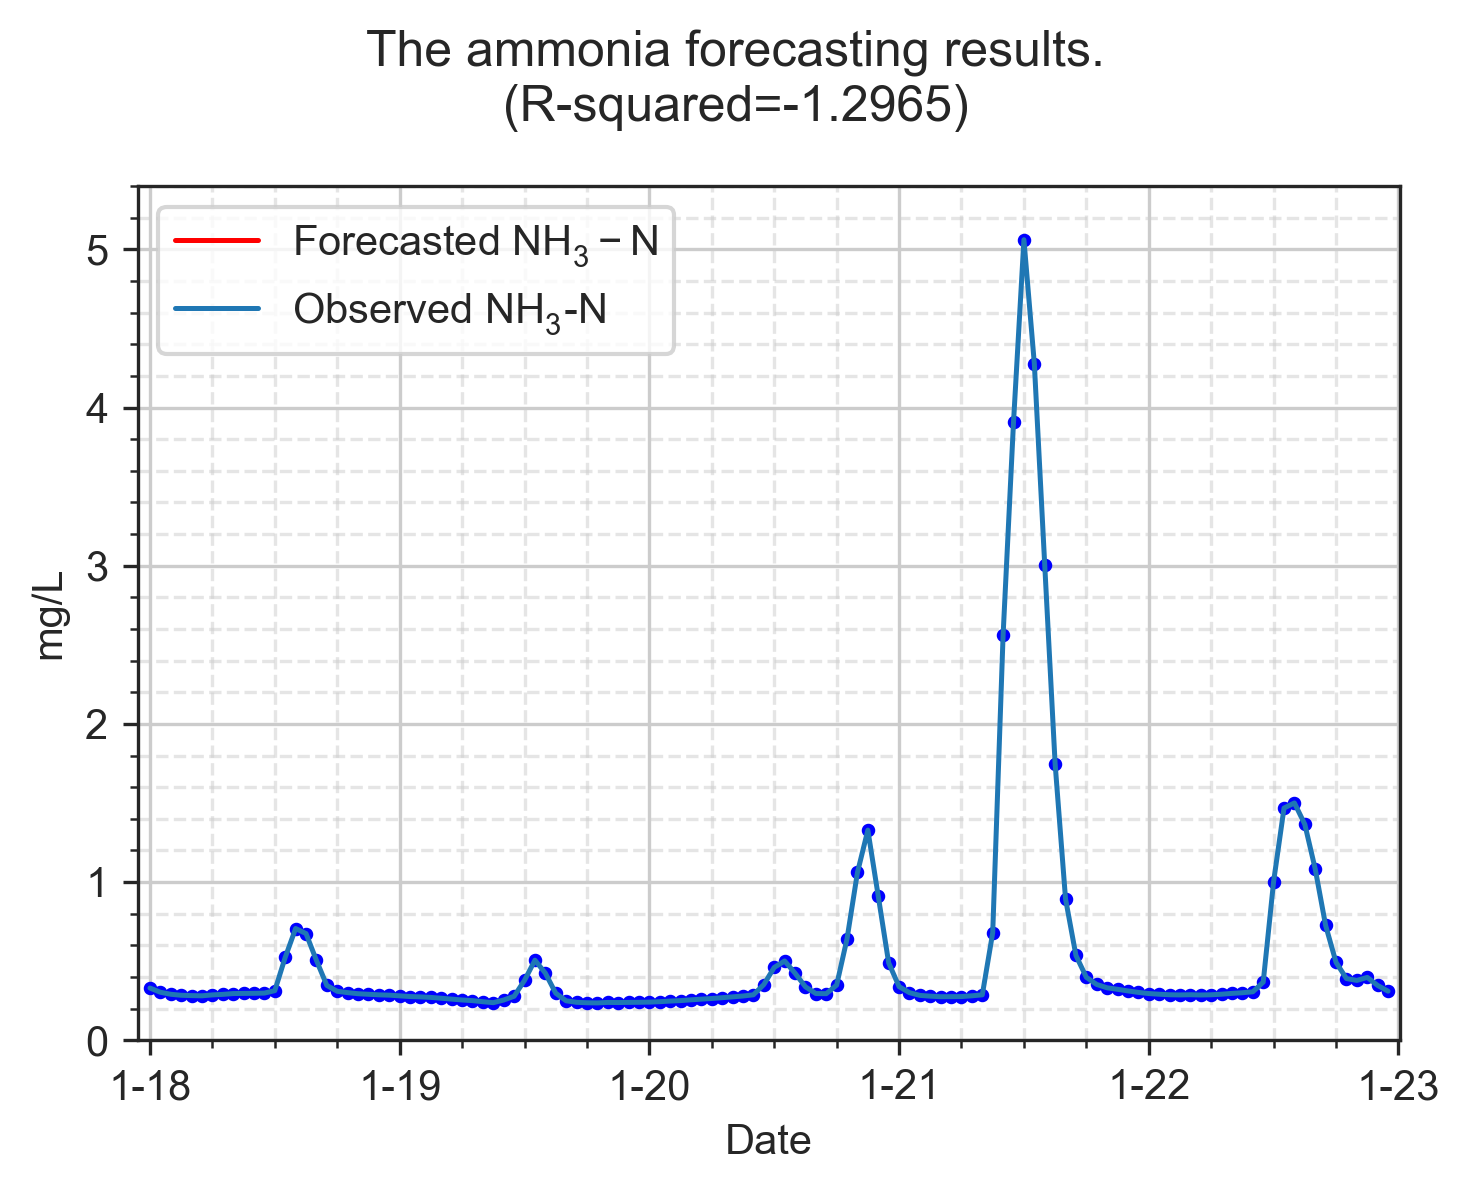 The ammonia forecasting results.
(R-squared=-1.2965)
Forecasted NH₃ − N
Observed NH₃-N
5
4
3
2
1
0
mg/L
1-18 1-19 1-20 1-21 1-22 1-23
Date